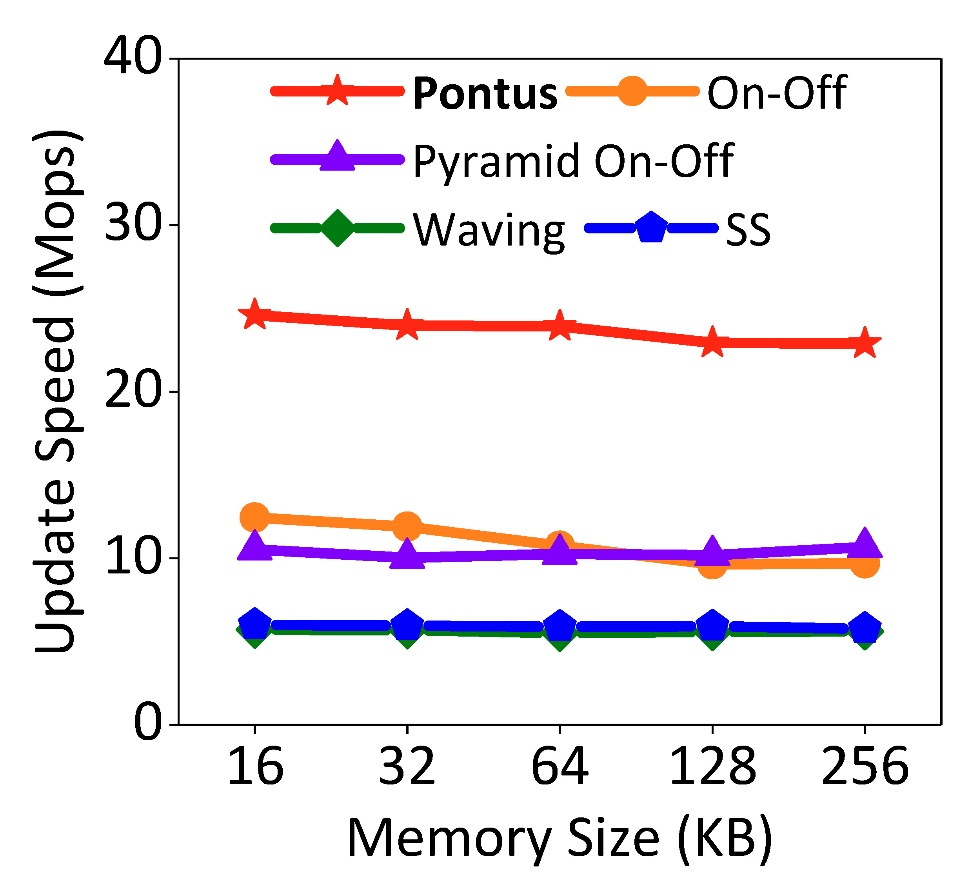 40
Pontus On-Off
Pyramid On-Off
30
Waving SS
20
10
0
Update Speed (Mops)
16 32 64 128 256
Memory Size (KB)